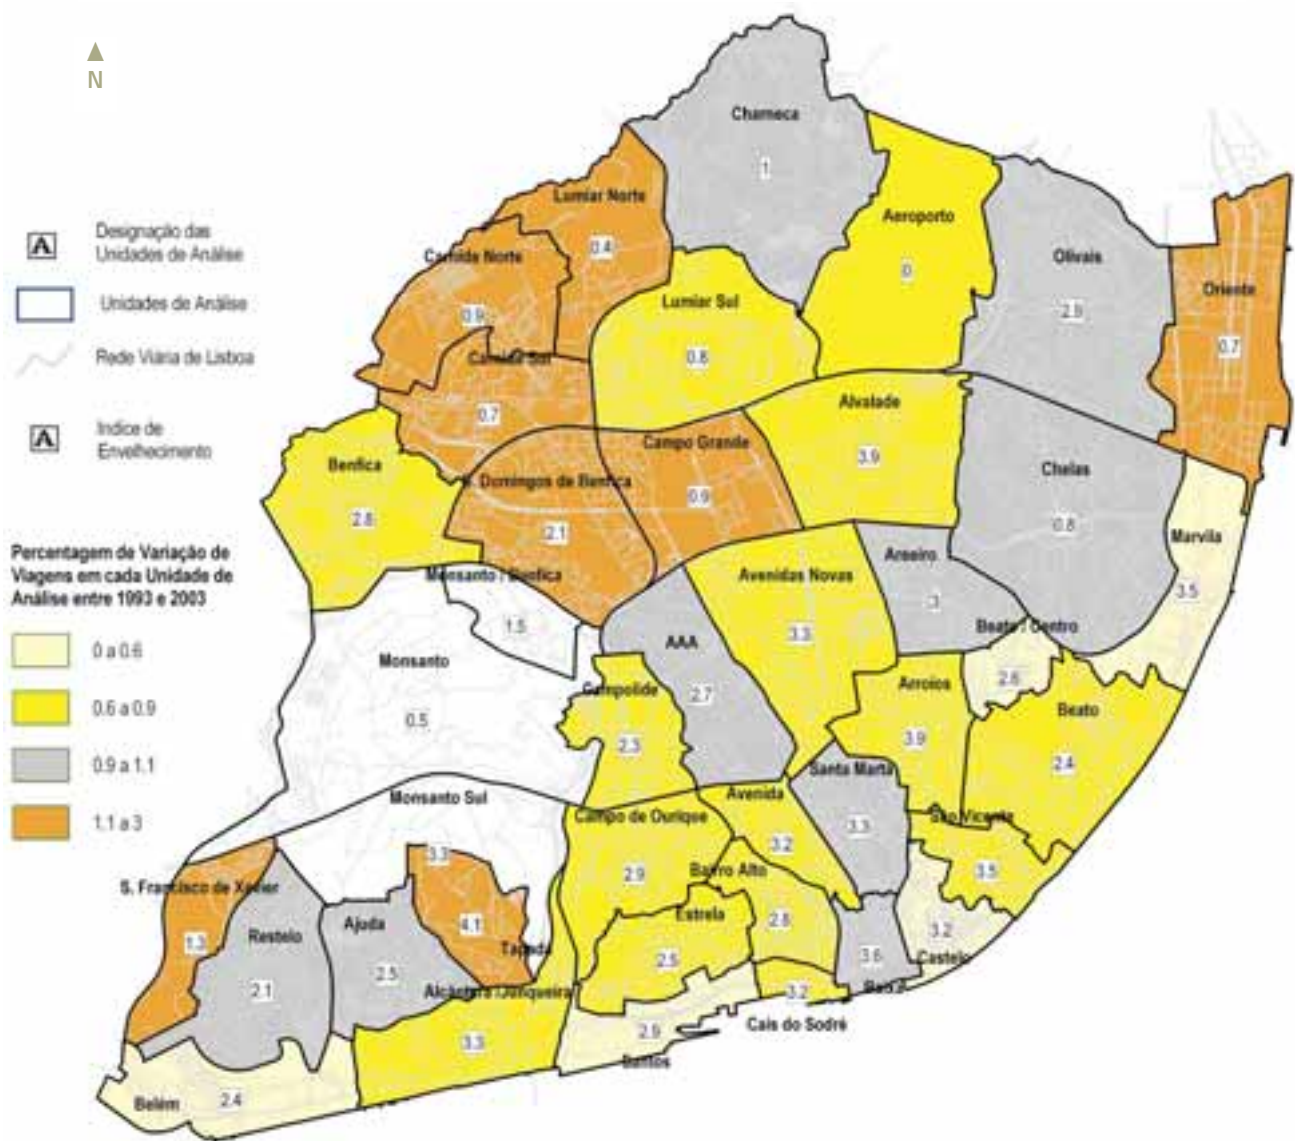 N
A
Designação das
Unidades de Análise
Unidades de Análise
Rede Viária de Lisboa
A
Indice de
Envelhecimento
Percentagem de Variação de
Viagens em cada Unidade de
Análise entre 1993 e 2003
0 a 0.6
0.6 a 0.9
0.9 a 1,1
1,1 a 3
Charneca
1
Lumiar Norte
0.4
Aeroporto
0
Carnide Norte
0.9
Olivais
2.9
Oriente
0.7
Lumiar Sul
0.8
Carnide Sul
0.7
Alvalade
3.9
Campo Grande
0.9
Benfica
2.8
S. Domingos de Benfica
2.1
Chelas
0.8
Marvila
3.5
Areeiro
3
Monsanto / Benfica
1.5
Avenidas Novas
3.3
Beato / Centro
2.6
AAA
2.7
Monsanto
0.5
Campolide
2.3
Arroios
3.9
Beato
2.4
Santa Marta
3.3
Monsanto Sul
3.3
Avenida
3.2
Campo de Ourique
2.9
São Vicente
3.5
Bairro Alto
2.8
S. Francisco de Xavier
1.3
Restelo
2.1
Ajuda
2.5
4.1
Tapada
Estrela
2.5
3.2
Castelo
3.6
Baixa
Alcântara /Junqueira
3.3
3.2
Cais do Sodré
2.9
Santos
Belém
2.4